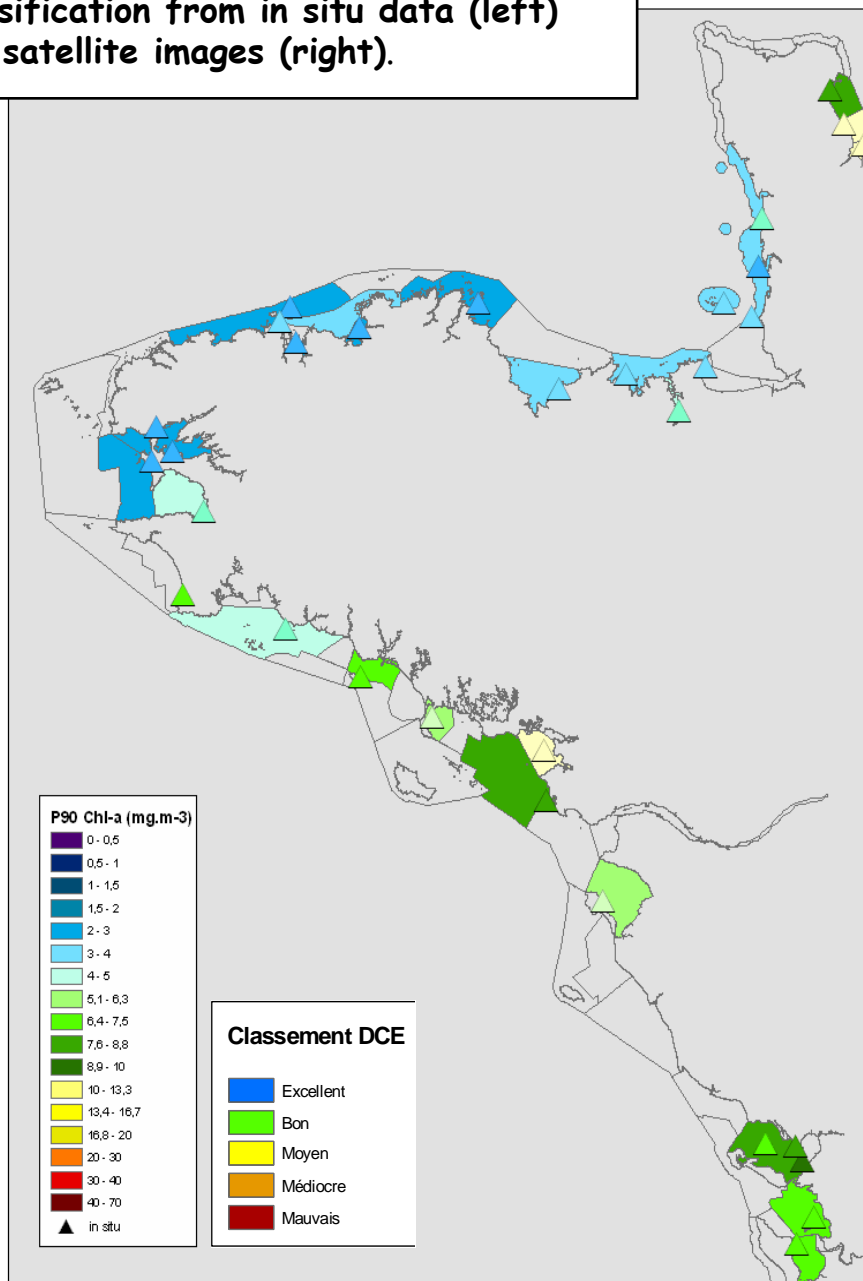 sification from in situ data (left)
satellite images (right).
P90 Chl-a (mg.m-3)
0 - 0,5
0,5 - 1
1 - 1,5
1,5 - 2
2 - 3
3 - 4
4 - 5
5,1 - 6,3
6,4 - 7,5
7,6 - 8,8
8,9 - 10
10 - 13,3
13,4 - 16,7
16,8 - 20
20 - 30
30 - 40
40 - 70
in situ
Classement DCE
Excellent
Bon
Moyen
Médiocre
Mauvais